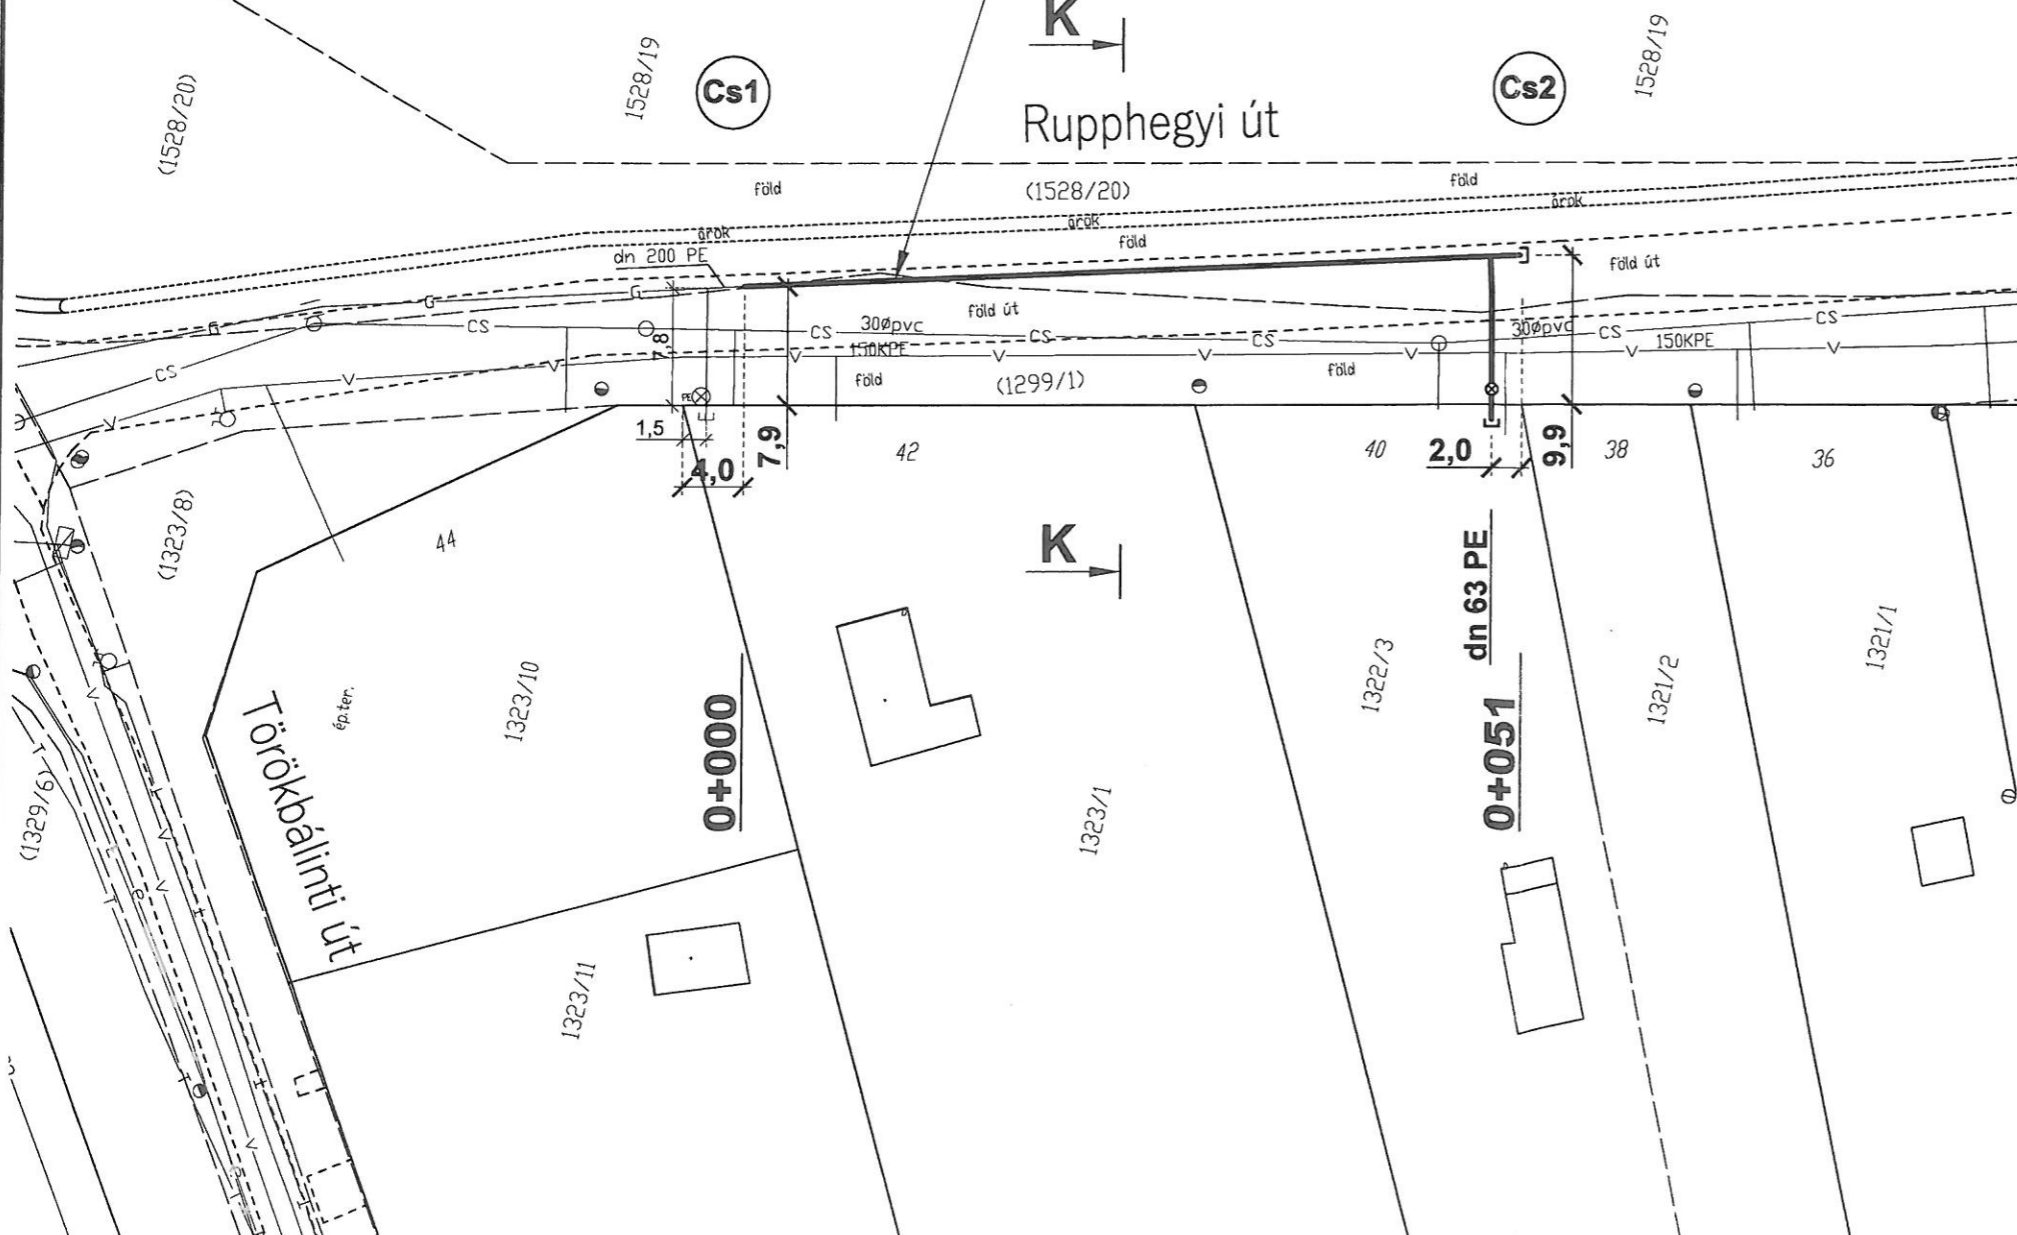 K
1528/19
1528/19
(1528/20)
Cs1
Cs2
Rupphegyi út
föld
(1528/20)
föld
árok
árok
árok
föld
dn 200 PE
föld út
G
G
G
föld út
CS
30øpvc
CS
CS
CS
30øpvc
CS
CS
7,8
150KPE
150KPE
CS
V
V
V
V
V
V
V
V
V
föld
(1299/1)
föld
PE
1,5
4,0
7,9
42
40
2,0
9,9
38
36
(1323/8)
44
K
dn 63 PE
1323/10
ép.ter.
1322/3
1321/2
1321/1
Törökbálinti út
0+000
0+051
(1329/6)
1323/1
1323/11